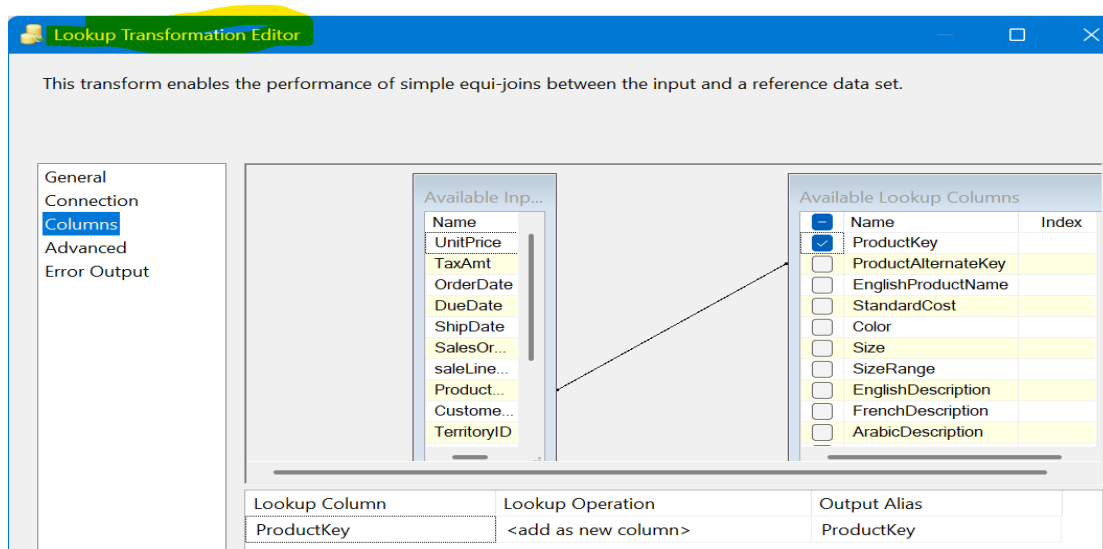 Lookup Transformation Editor
This transform enables the performance of simple equi-joins between the input and a reference data set.
General
Connection
Columns
Advanced
Error Output
Available Inp...
Name
UnitPrice
TaxAmt
OrderDate
DueDate
ShipDate
SalesOr...
saleLine...
Product...
Custome...
TerritoryID
Available Lookup Columns
Name Index
ProductKey
ProductAlternateKey
EnglishProductName
StandardCost
Color
Size
SizeRange
EnglishDescription
FrenchDescription
ArabicDescription
Lookup Column Lookup Operation Output Alias
ProductKey <add as new column> ProductKey